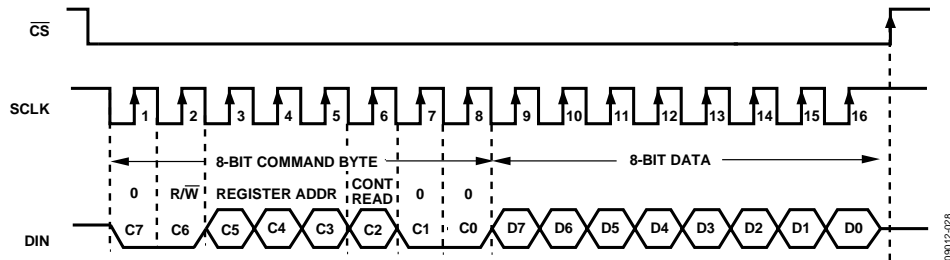 CS
SCLK
1 2 3 4 5 6 7 8 9 10 11 12 13 14 15 16
8-BIT COMMAND BYTE 8-BIT DATA
0 R/W REGISTER ADDR CONT READ 0 0
DIN C7 C6 C5 C4 C3 C2 C1 C0 D7 D6 D5 D4 D3 D2 D1 D0
09012-028